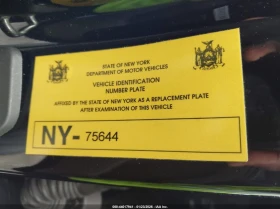 STATE OF NEW YORK
DEPARTMENT OF MOTOR VEHICLES
VEHICLE IDENTIFICATION
NUMBER PLATE
AFFIXED BY THE STATE OF NEW YORK AS A REPLACEMENT PLATE
AFTER EXAMINATION OF THIS VEHICLE
NY- 75644